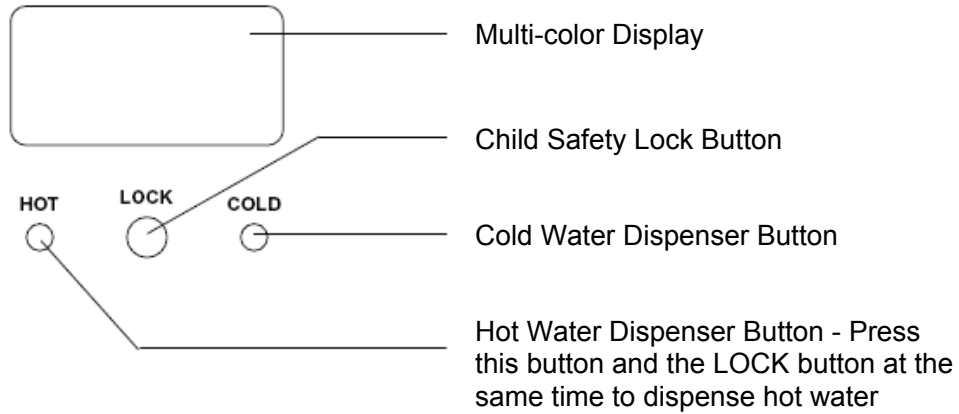 Multi-color Display
Child Safety Lock Button
HOT
LOCK
COLD
Cold Water Dispenser Button
Hot Water Dispenser Button - Press
this button and the LOCK button at the
same time to dispense hot water